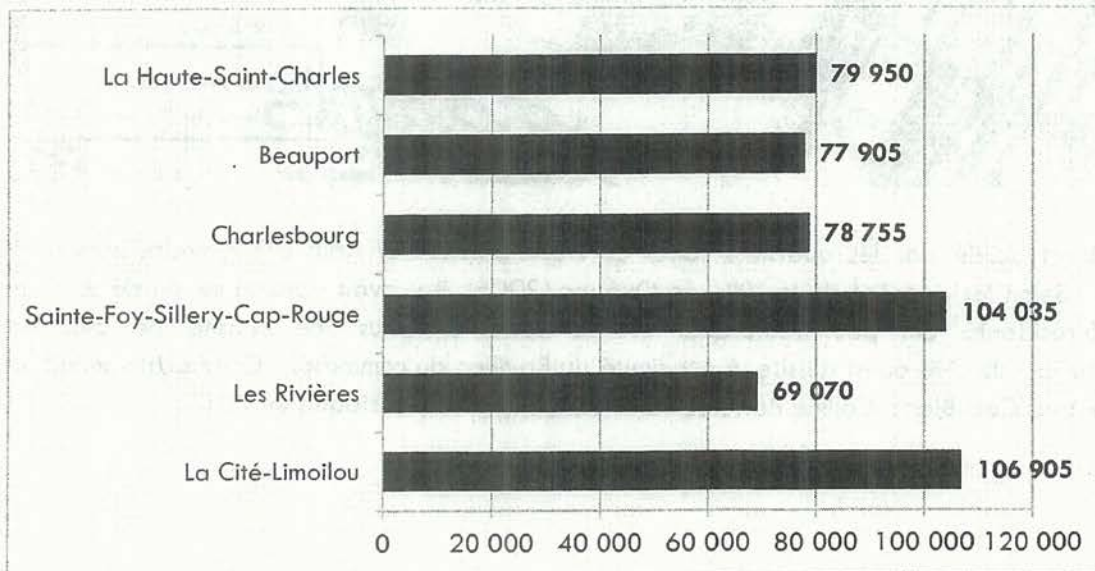 La Haute-Saint-Charles 79 950
Beauport 77 905
Charlesbourg 78 755
Sainte-Foy-Sillery-Cap-Rouge 104 035
Les Rivières 69 070
La Cité-Limoilou 106 905
0 20 000 40 000 60 000 80 000 100 000 120 000